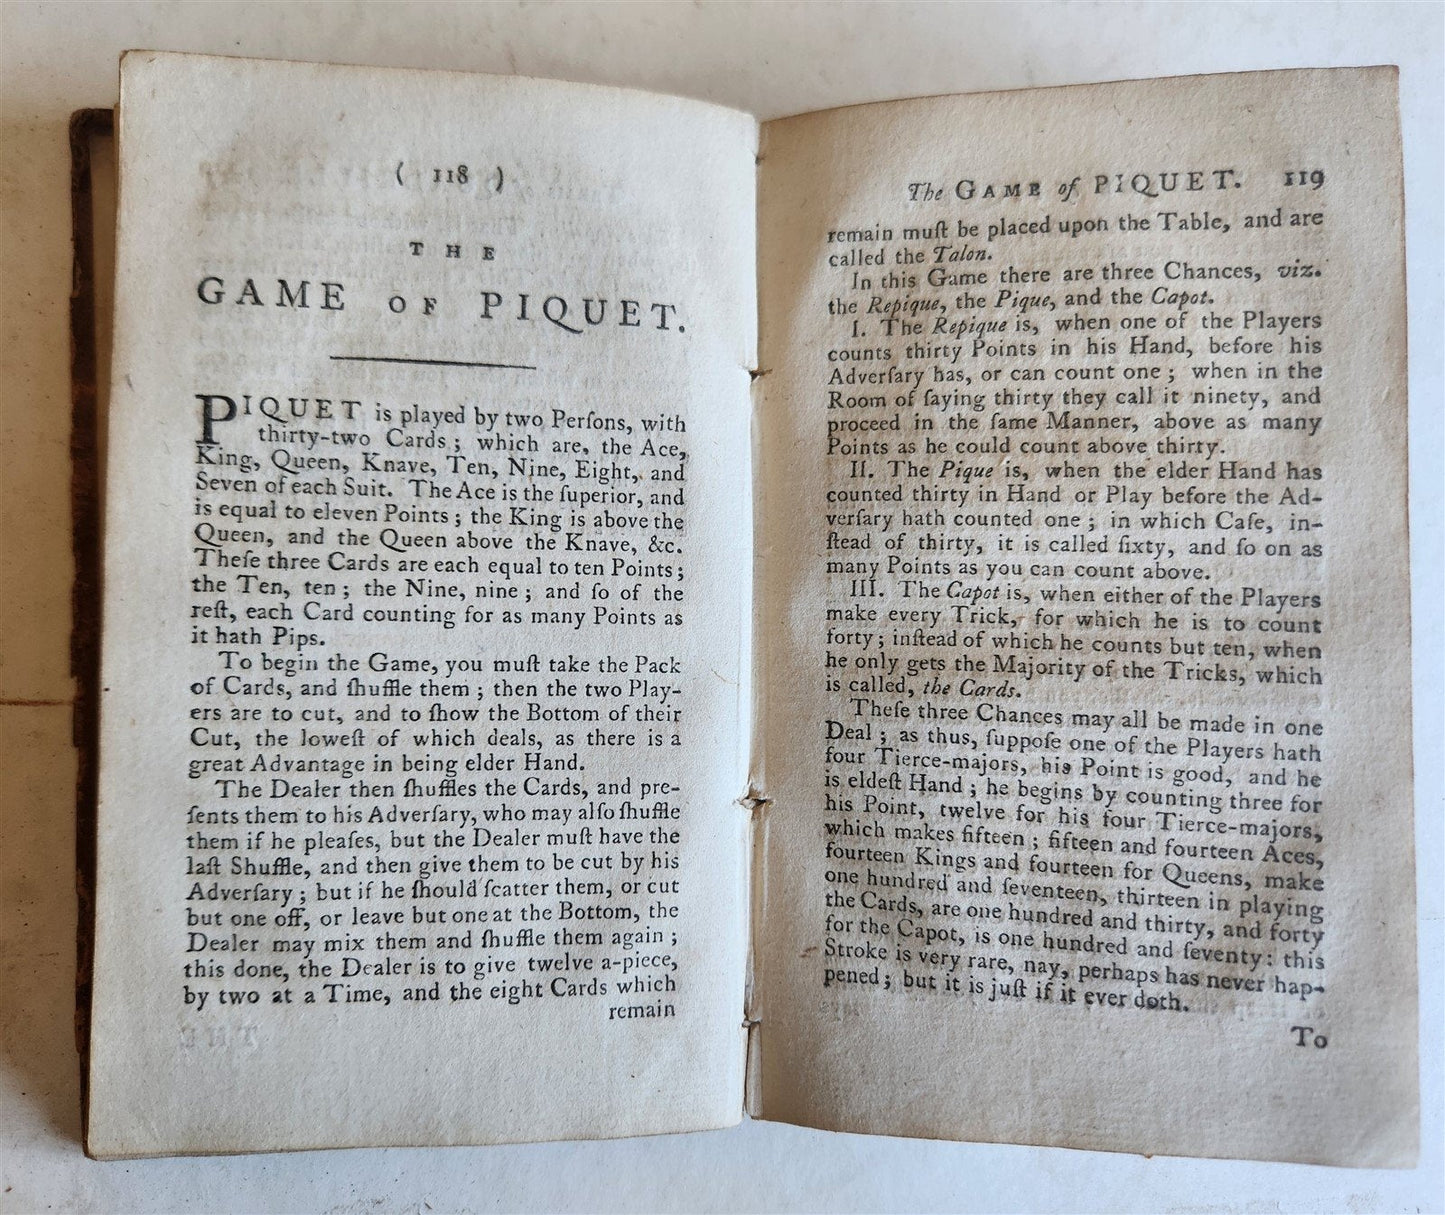 ( 118 )
THE
GAME OF PIQUET.
PIQUET is played by two Perſons, with
thirty-two Cards; which are, the Ace,
King, Queen, Knave, Ten, Nine, Eight, and
Seven of each Suit. The Ace is the ſuperior, and
is equal to eleven Points; the King is above the
Queen, and the Queen above the Knave, &c.
Theſe three Cards are each equal to ten Points;
the Ten, ten; the Nine, nine; and ſo of the
reſt, each Card counting for as many Points as
it hath Pips.
To begin the Game, you muſt take the Pack
of Cards, and ſhuffle them; then the two Play-
ers are to cut, and to ſhow the Bottom of their
Cut, the loweſt of which deals, as there is a
great Advantage in being elder Hand.
The Dealer then ſhuffles the Cards, and pre-
ſents them to his Adverſary, who may alſo ſhuffle
them if he pleaſes, but the Dealer muſt have the
laſt Shuffle, and then give them to be cut by his
Adverſary; but if he ſhould ſcatter them, or cut
but one off, or leave but one at the Bottom, the
Dealer may mix them and ſhuffle them again;
this done, the Dealer is to give twelve a-piece,
by two at a Time, and the eight Cards which
remain
The GAME of PIQUET. 119
remain muſt be placed upon the Table, and are
called the Talon.
In this Game there are three Chances, viz.
the Repique, the Pique, and the Capot.
I. The Repique is, when one of the Players
counts thirty Points in his Hand, before his
Adverſary has, or can count one; when in the
Room of ſaying thirty they call it ninety, and
proceed in the ſame Manner, above as many
Points as he could count above thirty.
II. The Pique is, when the elder Hand has
counted thirty in Hand or Play before the Ad-
verſary hath counted one; in which Caſe, in-
ſtead of thirty, it is called ſixty, and ſo on as
many Points as you can count above.
III. The Capot is, when either of the Players
make every Trick, for which he is to count
forty; inſtead of which he counts but ten, when
he only gets the Majority of the Tricks, which
is called, the Cards.
Theſe three Chances may all be made in one
Deal; as thus, ſuppoſe one of the Players hath
four Tierce-majors, his Point is good, and he
is eldeſt Hand; he begins by counting three for
his Point, twelve for his four Tierce-majors,
which makes fifteen; fifteen and fourteen Aces,
fourteen Kings and fourteen for Queens, make
one hundred and ſeventeen, thirteen in playing
the Cards, are one hundred and thirty, and forty
for the Capot, is one hundred and ſeventy: this
Stroke is very rare, nay, perhaps has never hap-
pened; but it is juſt if it ever doth.
To